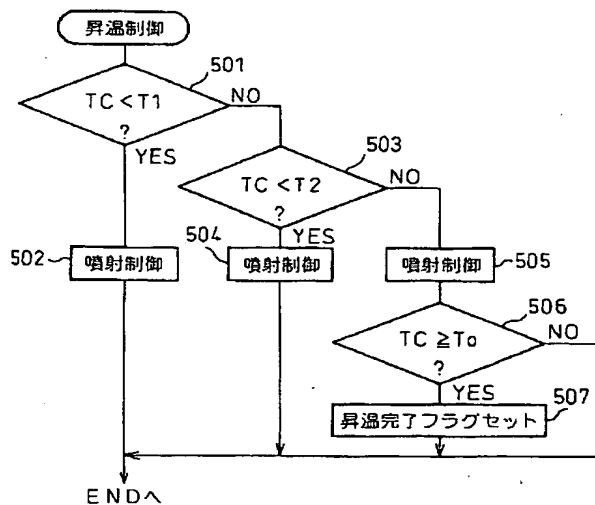 昇温制御
501
TC<T1
?
NO
YES
503
TC<T2
?
NO
YES
502
噴射制御
504
噴射制御
噴射制御
505
506
TC≧To
?
NO
YES
507
昇温完了フラグセット
ENDへ